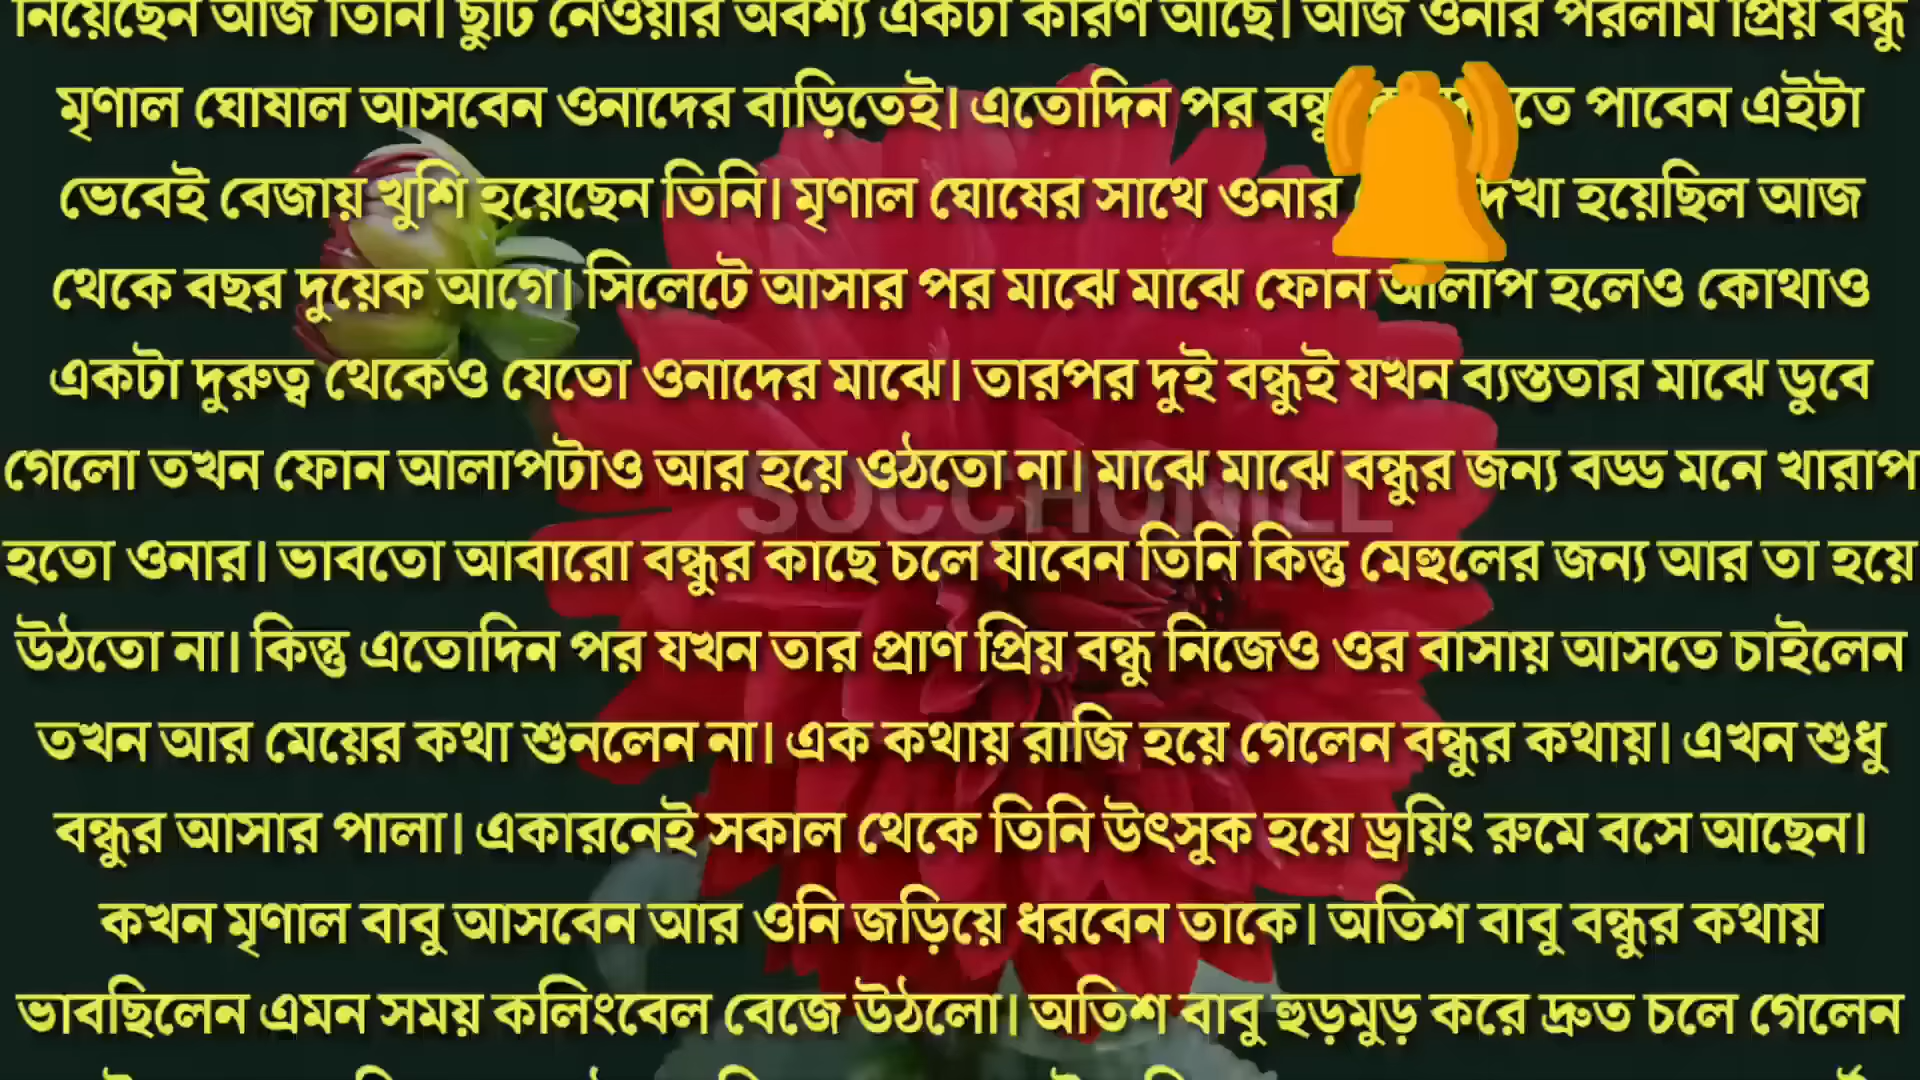 নিয়েছেন আজ তিনি। ছুটি নেওয়ার অবশ্য একটা কারণ আছে। আজ ওনার পরলাম প্রিয় বন্ধু
মৃণাল ঘোষাল আসবেন ওনাদের বাড়িতেই। এতোদিন পর পাবেন এইটা
ভেবেই বেজায় খুশি হয়েছেন তিনি। মৃণাল ঘোষের সাথে ওনার হয়েছিল আজ
থেকে বছর দুয়েক আগে। সিলেটে আসার পর মাঝে মাঝে ফোন আলাপ হলেও কোথাও
একটা দুরুত্ব থেকেও যেতো ওনাদের মাঝে। তারপর দুই বন্ধুই যখন ব্যস্ততার মাঝে ডুবে
গেলো তখন ফোন আলাপটাও আর হয়ে ওঠতো না। মাঝে মাঝে বন্ধুর জন্য বড্ড মনে খারাপ
হতো ওনার। ভাবতো আবারো বন্ধুর কাছে চলে যাবেন তিনি কিন্তু মেহুলের জন্য আর তা হয়ে
উঠতো না। কিন্তু এতোদিন পর যখন তার প্রাণ প্রিয় বন্ধু নিজেও ওর বাসায় আসতে চাইলেন
তখন আর মেয়ের কথা শুনলেন না। এক কথায় রাজি হয়ে গেলেন বন্ধুর কথায়। এখন শুধু
বন্ধুর আসার পালা। একারনেই সকাল থেকে তিনি উৎসুক হয়ে ড্রয়িং রুমে বসে আছেন।
কখন মৃণাল বাবু আসবেন আর ওনি জড়িয়ে ধরবেন তাকে। অতিশ বাবু বন্ধুর কথায়
ভাবছিলেন এমন সময় কলিংবেল বেজে উঠলো। অতিশ বাবু হুড়মুড় করে দ্রুত চলে গেলেন